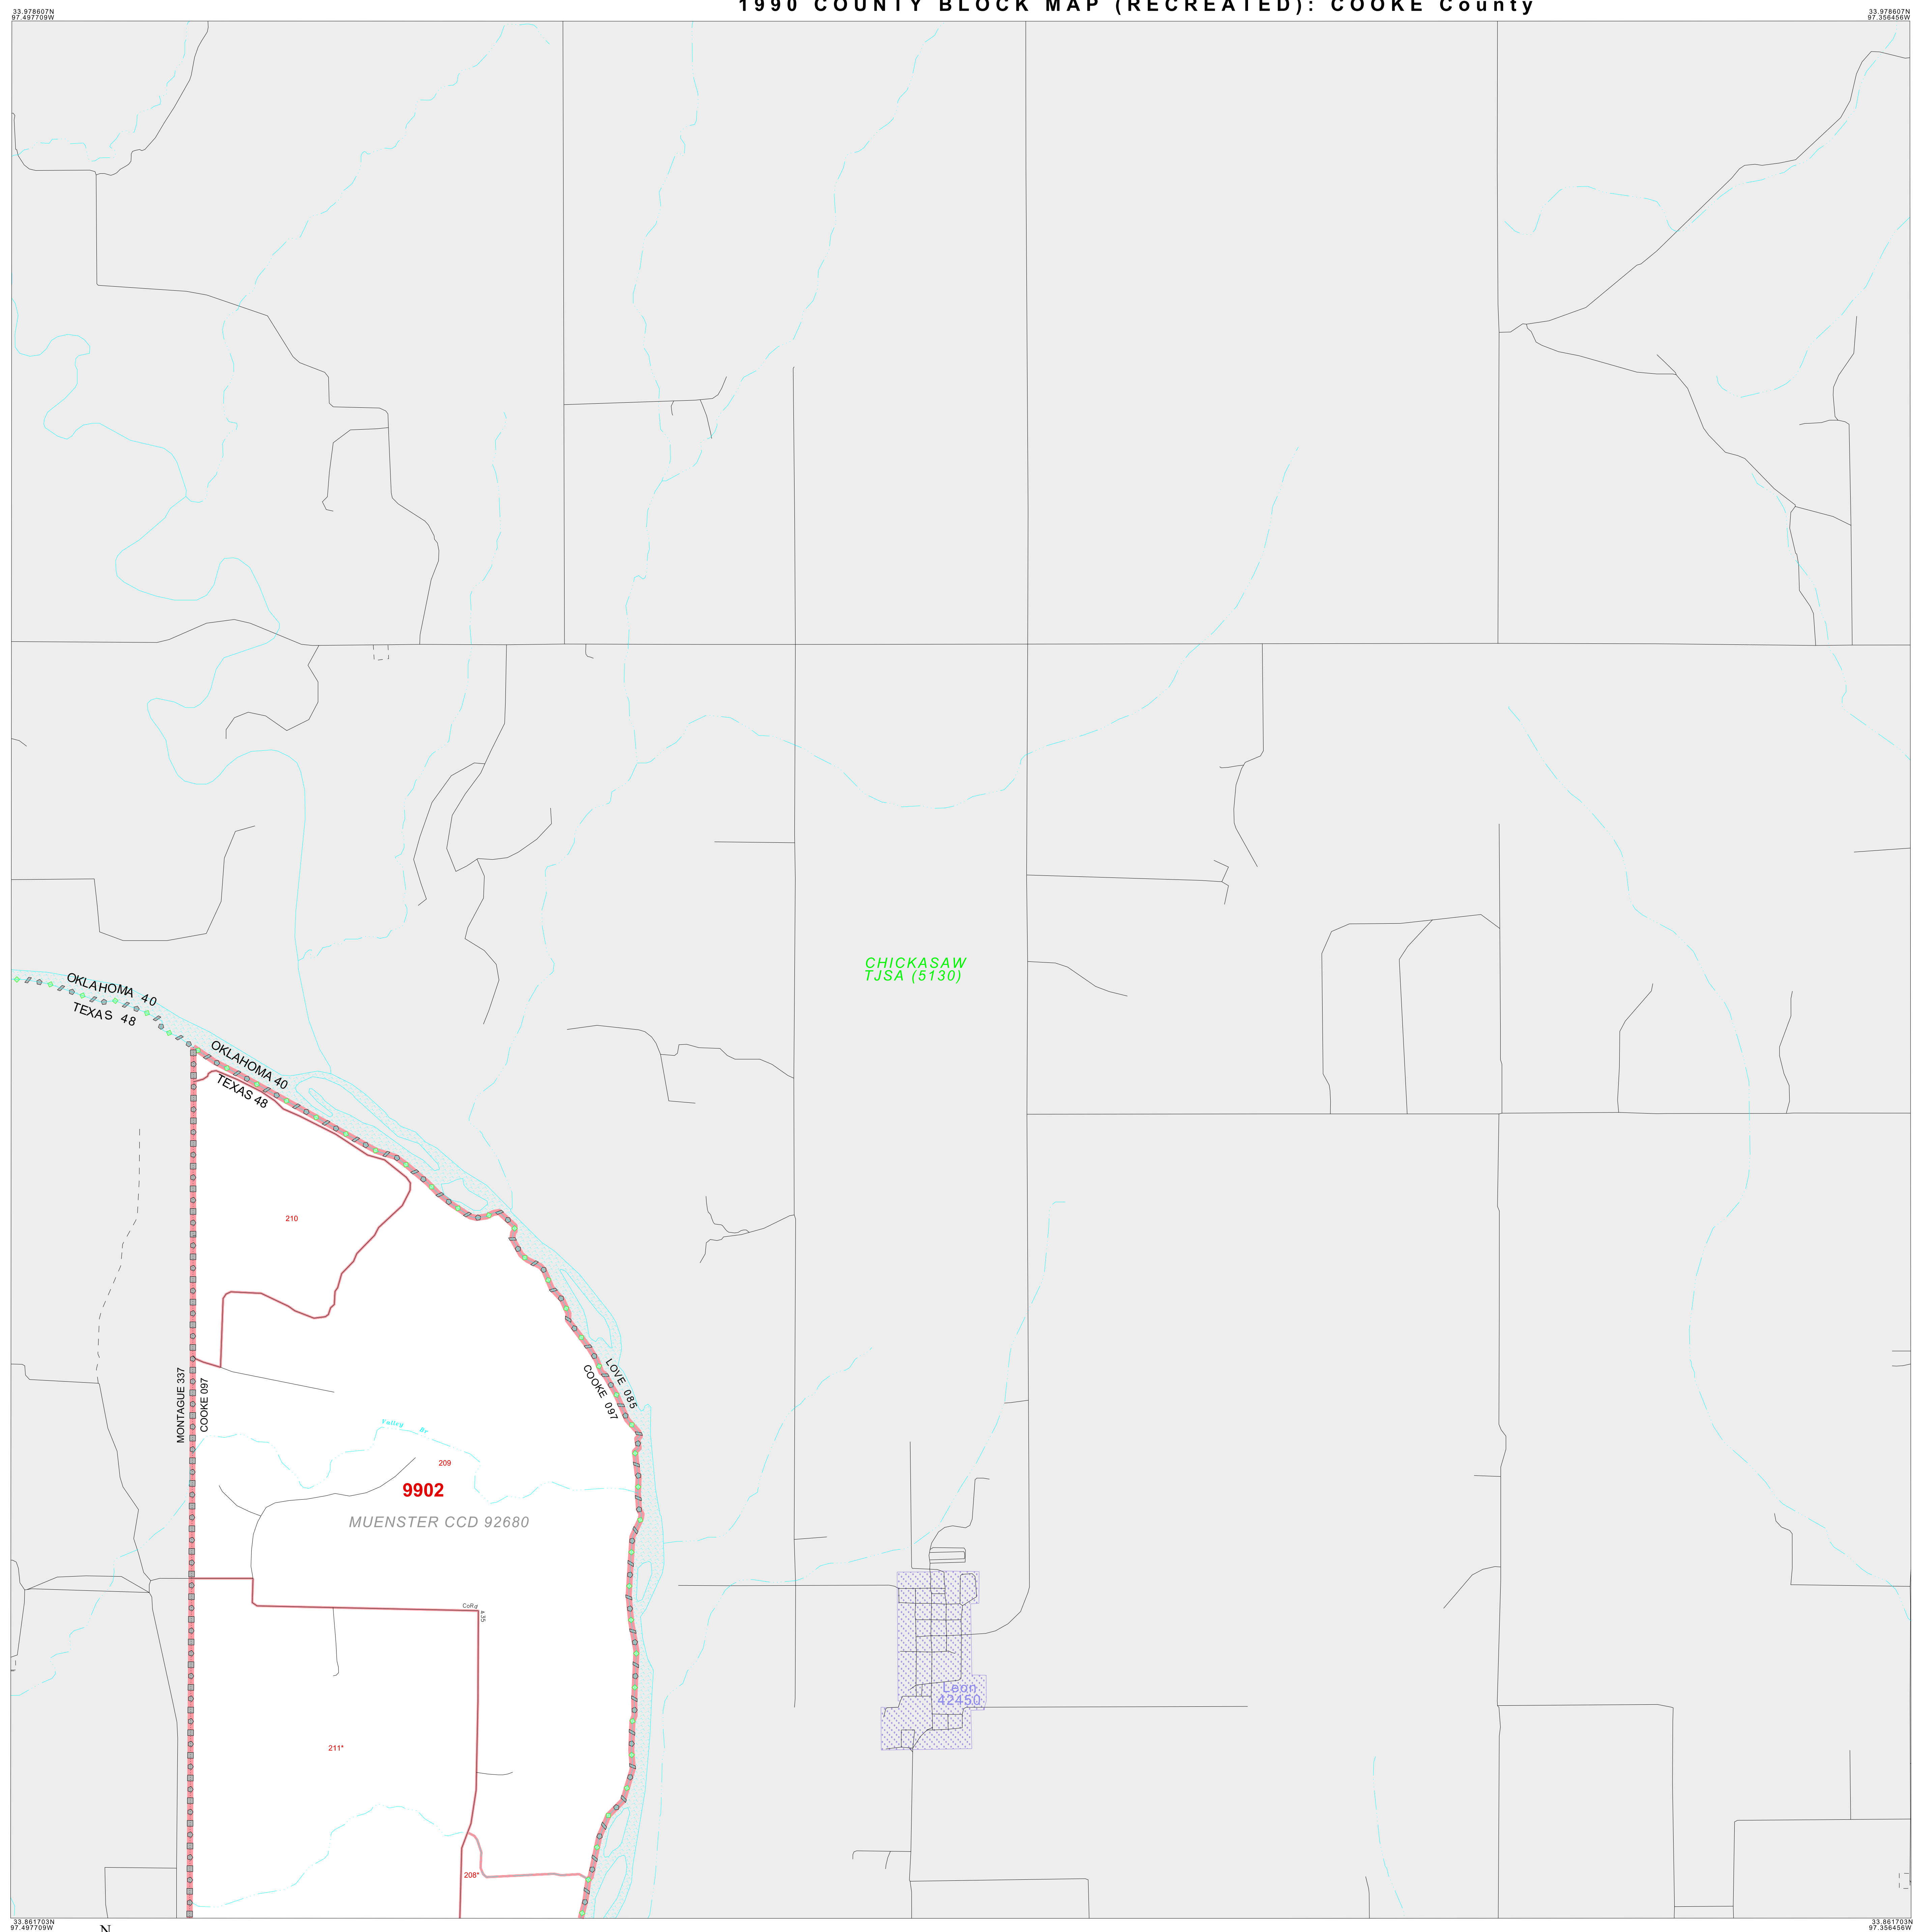 1990 COUNTY BLOCK MAP (RECREATED): COOKE County
33.978607N
97.497709W
33.978607N
97.356456W
CHICKASAW
TJSA (5130)
OKLAHOMA 40
TEXAS 48
OKLAHOMA 40
TEXAS 48
210
MONTAGUE 337
COOKE 097
LOVE 085
COOKE 097
209
9902
MUENSTER CCD 92680
CoRd
435
Leon
42450
211*
208*
33.861703N
97.497709W
N
33.861703N
97.356456W